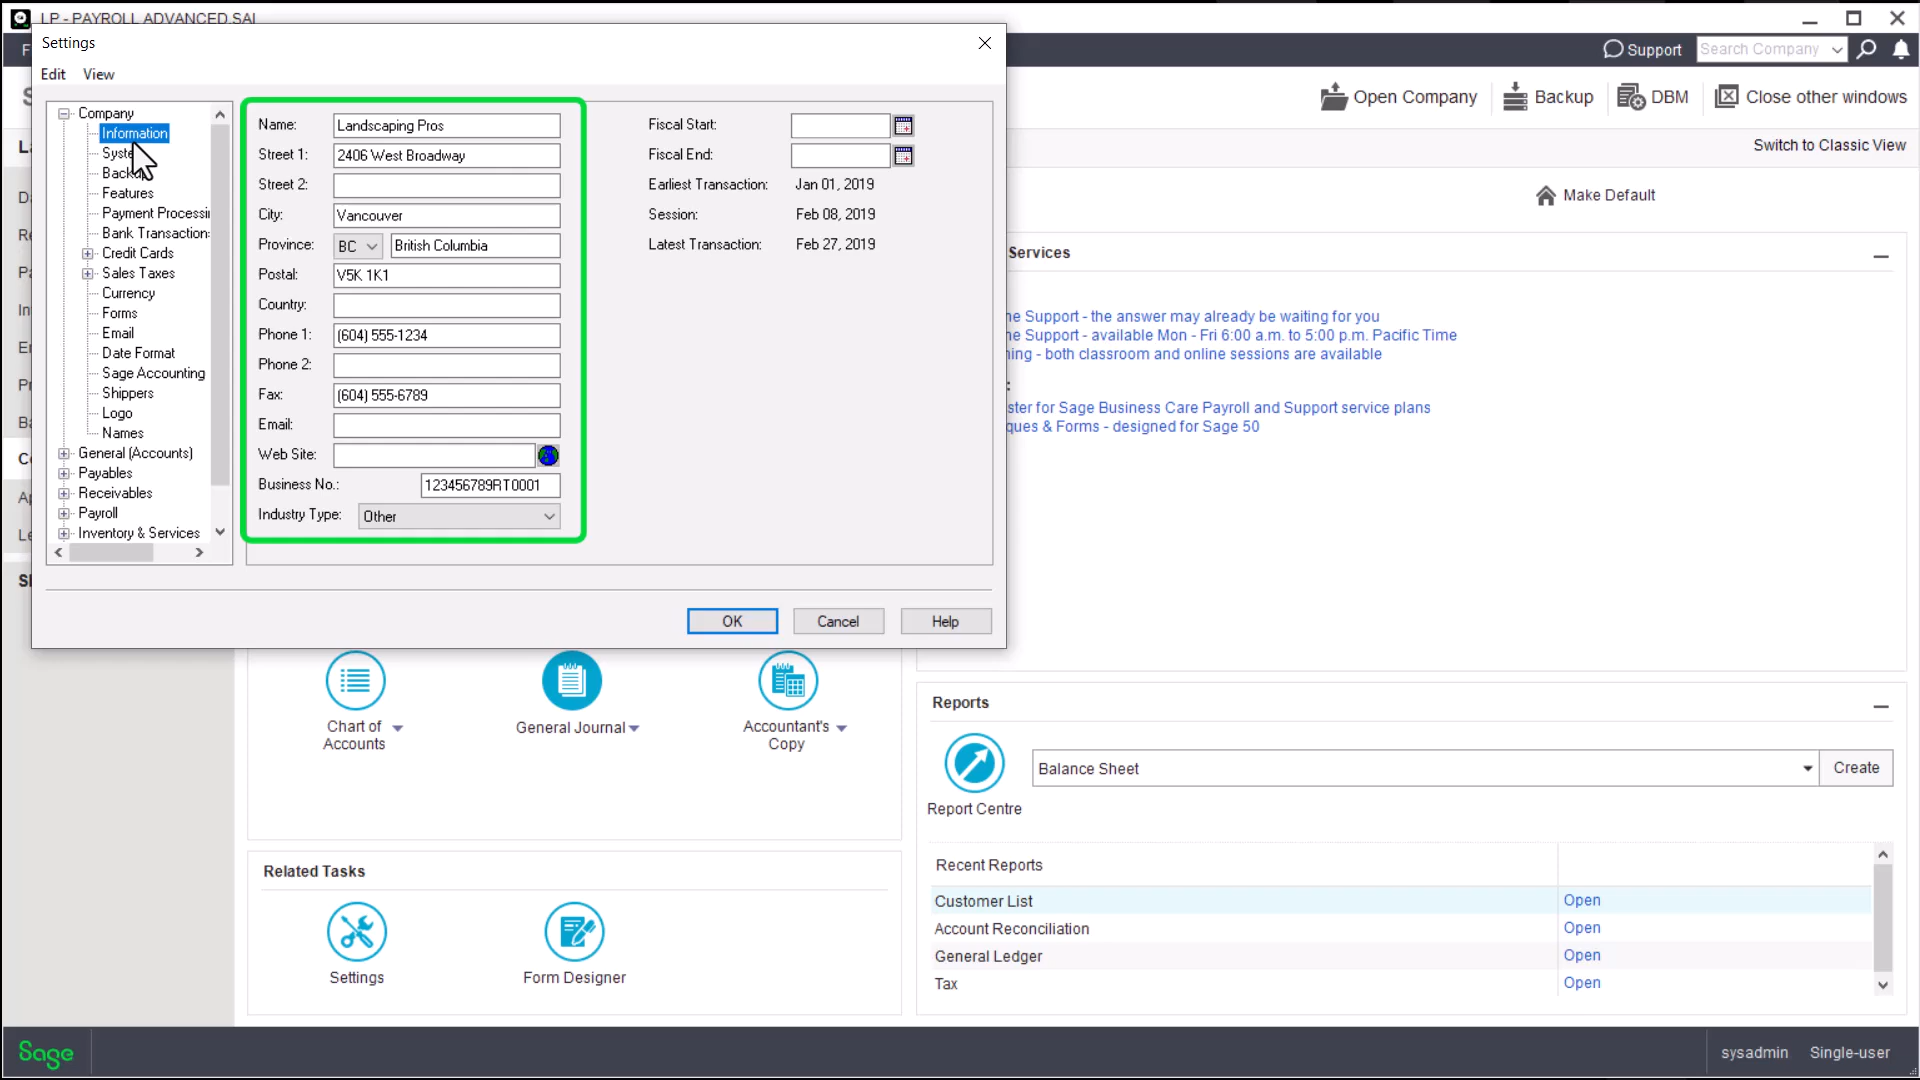 LP - PAYROLL ADVANCED.SAI
Settings
Edit View
Support
Search Company
Open Company
Backup
DBM
Close other windows
Switch to Classic View
Make Default
Company
Information
Syste
Backup
Features
Payment Processi
Bank Transaction:
Credit Cards
Sales Taxes
Currency
Forms
Email
Date Format
Sage Accounting
Shippers
Logo
Names
General (Accounts)
Payables
Receivables
Payroll
Inventory & Services
Name: Landscaping Pros
Street 1: 2406 West Broadway
Street 2:
City: Vancouver
Province: BC British Columbia
Postal: V5K 1K1
Country:
Phone 1: (604) 555-1234
Phone 2:
Fax: (604) 555-6789
Email:
Web Site:
Business No.: 123456789RT0001
Industry Type: Other
Fiscal Start:
Fiscal End:
Earliest Transaction: Jan 01, 2019
Session: Feb 08, 2019
Latest Transaction: Feb 27, 2019
OK Cancel Help
Services
ne Support - the answer may already be waiting for you
ne Support - available Mon - Fri 6:00 a.m. to 5:00 p.m. Pacific Time
ning - both classroom and online sessions are available
ster for Sage Business Care Payroll and Support service plans
ques & Forms - designed for Sage 50
Chart of
Accounts
General Journal
Accountant's
Copy
Related Tasks
Settings
Form Designer
Reports
Report Centre
Balance Sheet
Create
Recent Reports
Customer List Open
Account Reconciliation Open
General Ledger Open
Tax Open
Sage
sysadmin Single-user